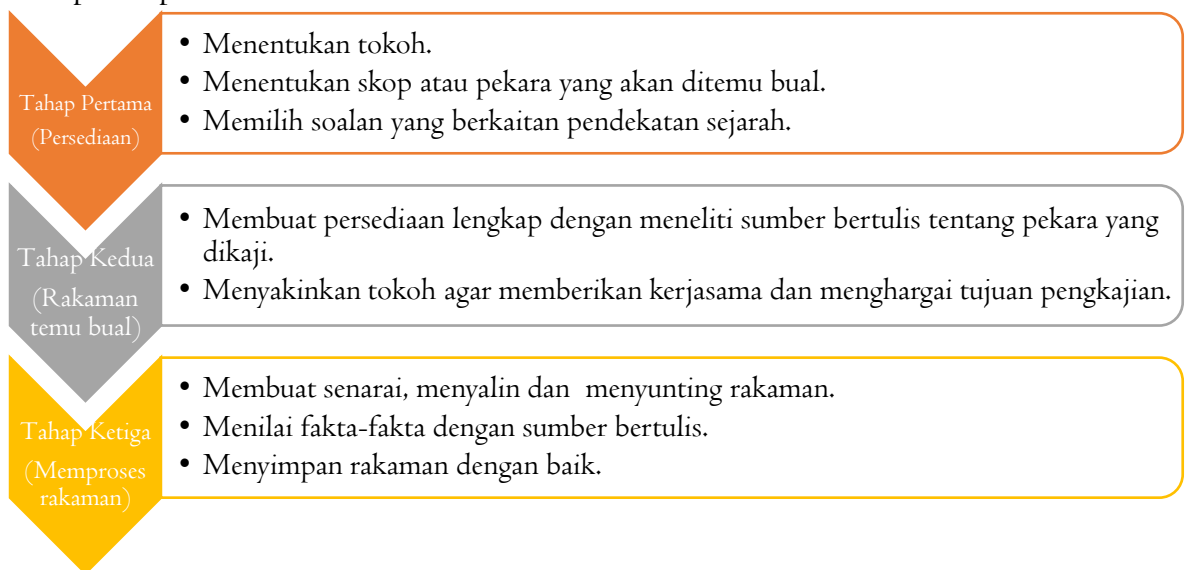 Tahap Pertama
(Persediaan)
• Menentukan tokoh.
• Menentukan skop atau pekara yang akan ditemu bual.
• Memilih soalan yang berkaitan pendekatan sejarah.
Tahap Kedua
(Rakaman
temu bual)
• Membuat persediaan lengkap dengan meneliti sumber bertulis tentang pekara yang
dikaji.
• Menyakinkan tokoh agar memberikan kerjasama dan menghargai tujuan pengkajian.
Tahap Ketiga
(Memproses
rakaman)
• Membuat senarai, menyalin dan  menyunting rakaman.
• Menilai fakta-fakta dengan sumber bertulis.
• Menyimpan rakaman dengan baik.